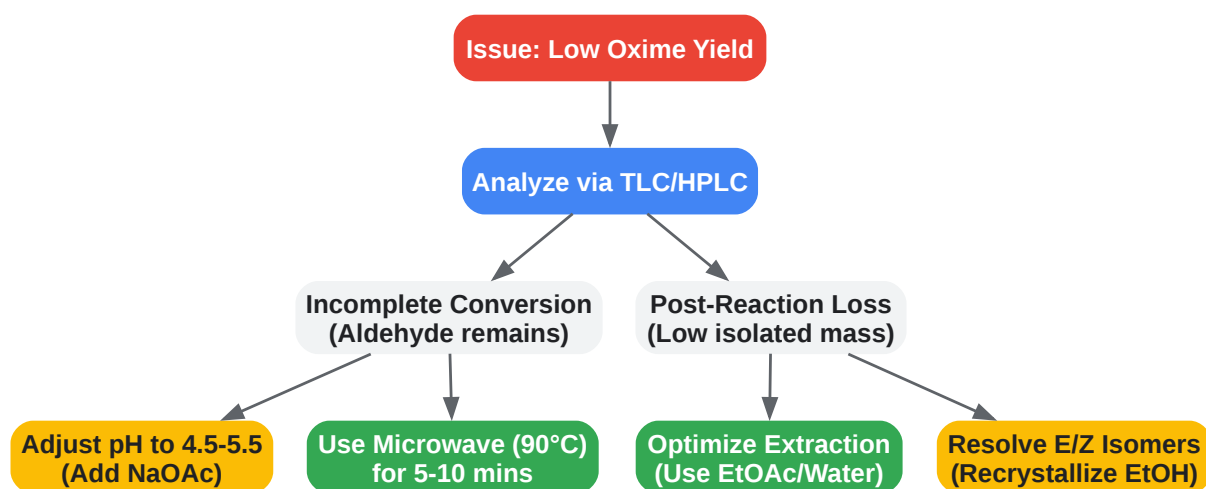 Issue: Low Oxime Yield
Analyze via TLC/HPLC
Incomplete Conversion
(Aldehyde remains)
Post-Reaction Loss
(Low isolated mass)
Adjust pH to 4.5-5.5
(Add NaOAc)
Use Microwave (90°C)
for 5-10 mins
Optimize Extraction
(Use EtOAc/Water)
Resolve E/Z Isomers
(Recrystallize EtOH)